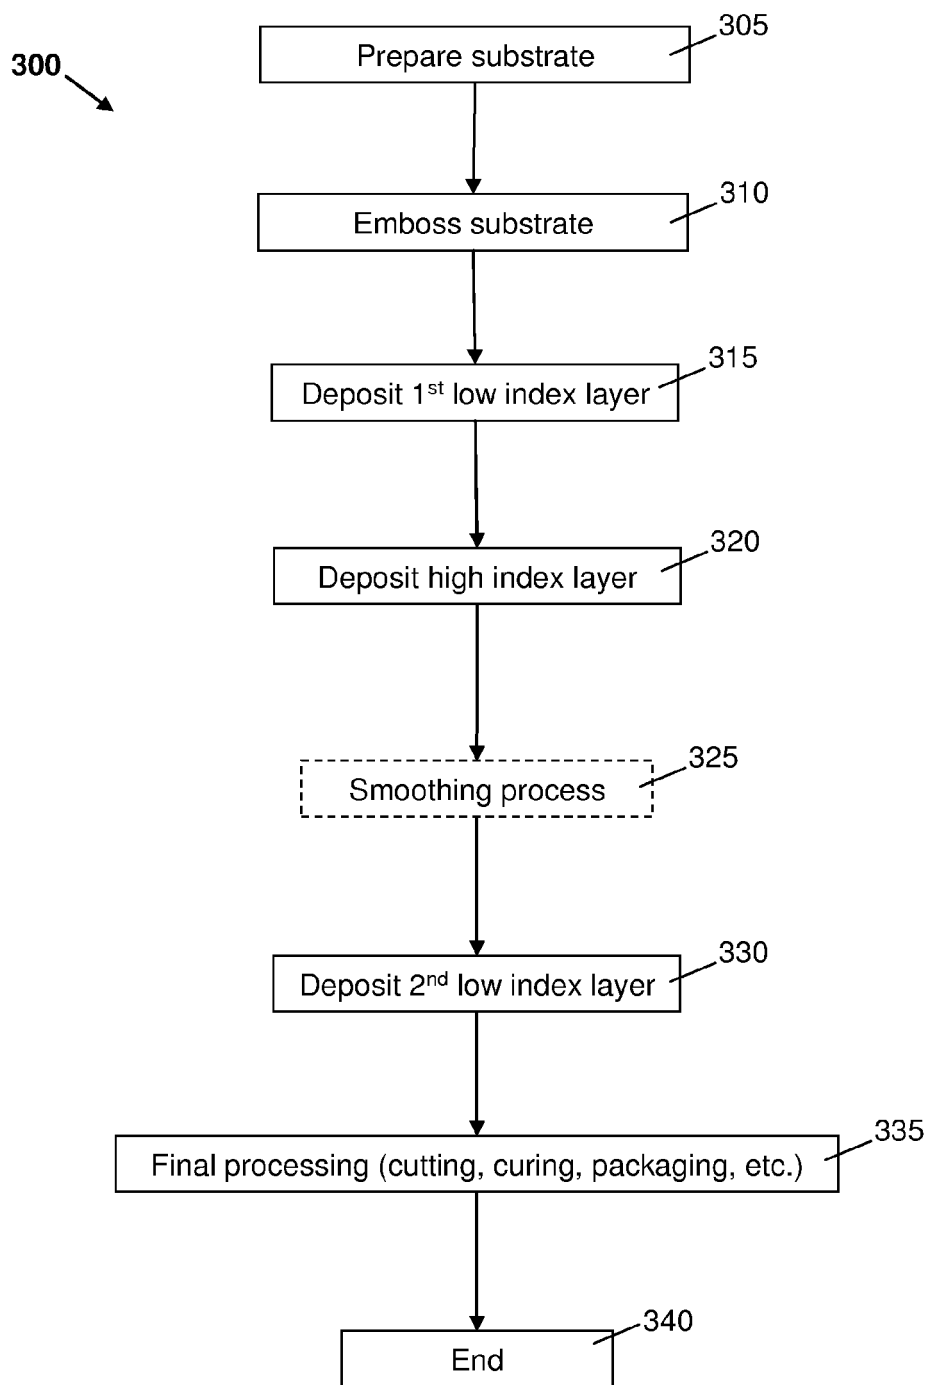 300
305
Prepare substrate
310
Emboss substrate
315
Deposit 1st low index layer
320
Deposit high index layer
325
Smoothing process
330
Deposit 2nd low index layer
335
Final processing (cutting, curing, packaging, etc.)
340
End